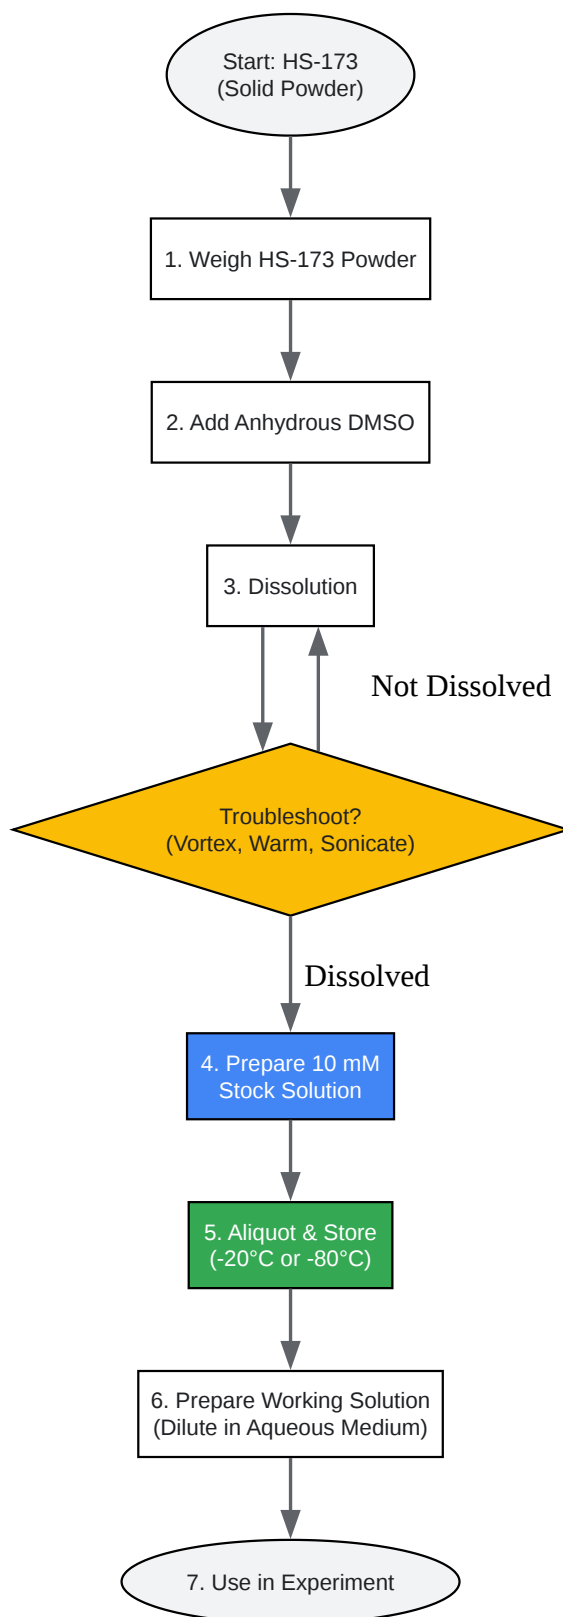 Start: HS-173
(Solid Powder)
1. Weigh HS-173 Powder
2. Add Anhydrous DMSO
3. Dissolution
Not Dissolved
Troubleshoot?
(Vortex, Warm, Sonicate)
Dissolved
4. Prepare 10 mM
Stock Solution
5. Aliquot & Store
(-20°C or -80°C)
6. Prepare Working Solution
(Dilute in Aqueous Medium)
7. Use in Experiment